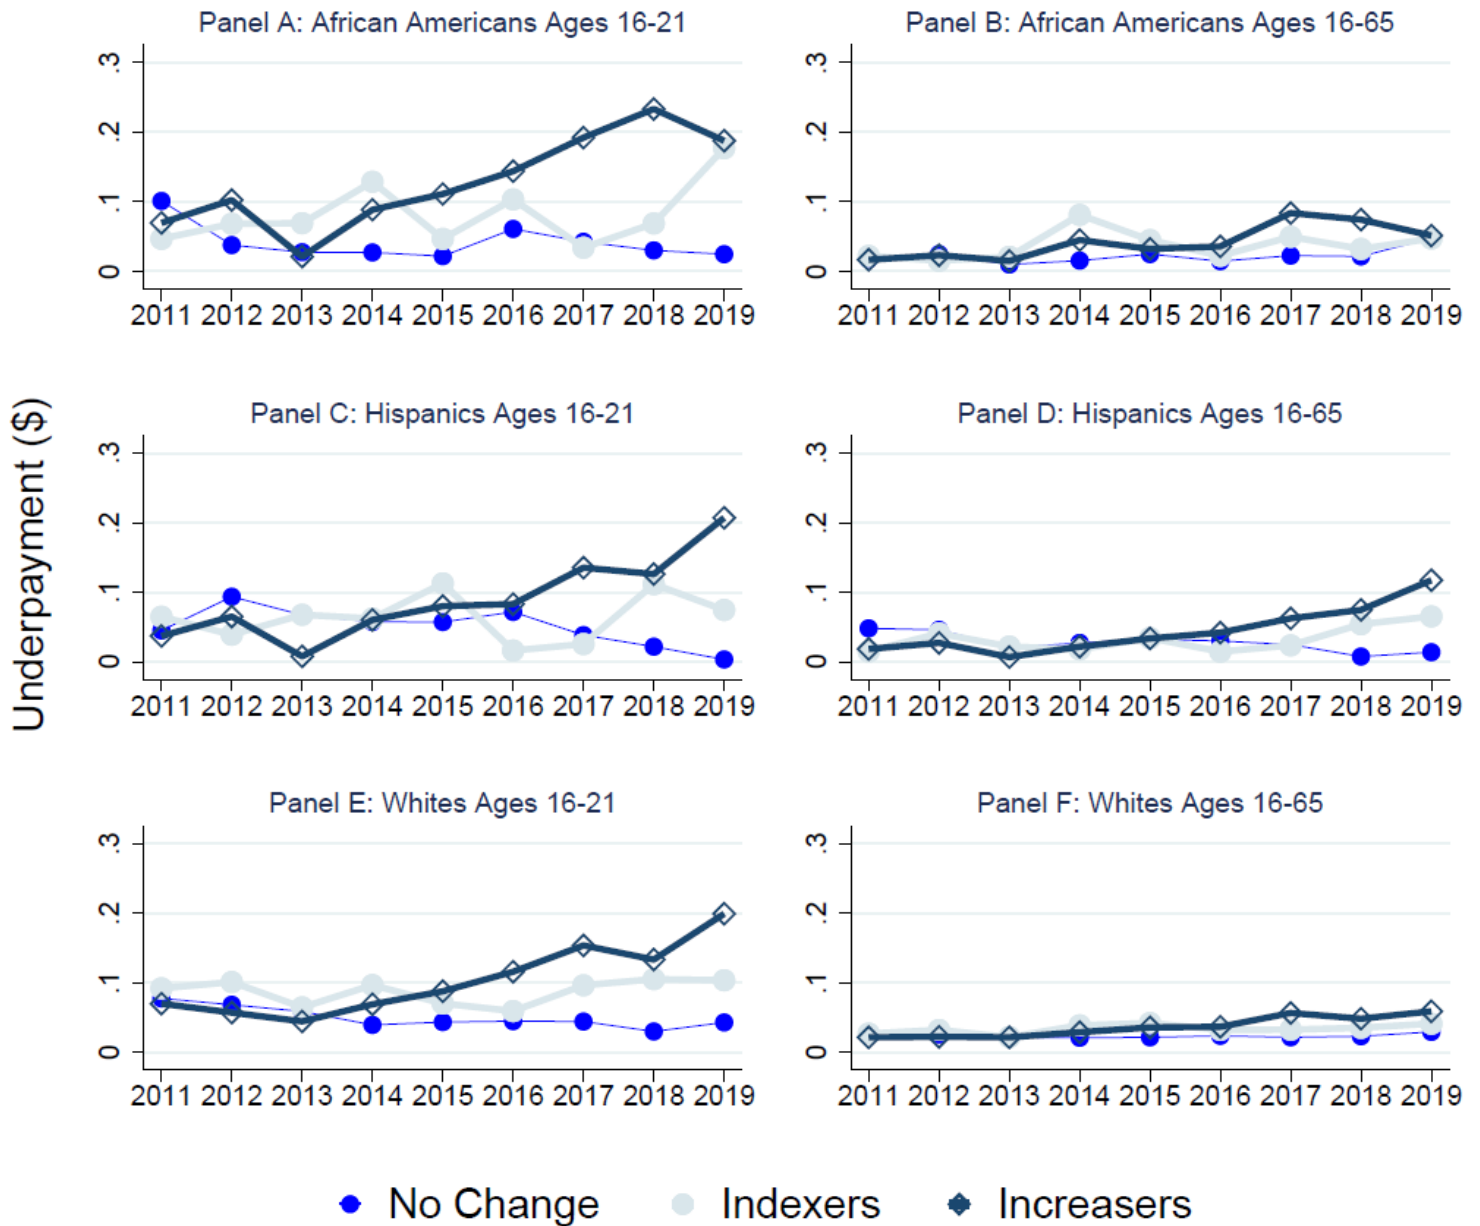 Panel A: African Americans Ages 16-21
.3
.2
.1
0
2011 2012 2013 2014 2015 2016 2017 2018 2019
Panel B: African Americans Ages 16-65
.3
.2
.1
0
2011 2012 2013 2014 2015 2016 2017 2018 2019
Underpayment ($)
Panel C: Hispanics Ages 16-21
.3
.2
.1
0
2011 2012 2013 2014 2015 2016 2017 2018 2019
Panel D: Hispanics Ages 16-65
.3
.2
.1
0
2011 2012 2013 2014 2015 2016 2017 2018 2019
Panel E: Whites Ages 16-21
.3
.2
.1
0
2011 2012 2013 2014 2015 2016 2017 2018 2019
Panel F: Whites Ages 16-65
.3
.2
.1
0
2011 2012 2013 2014 2015 2016 2017 2018 2019
No Change Indexers Increasers